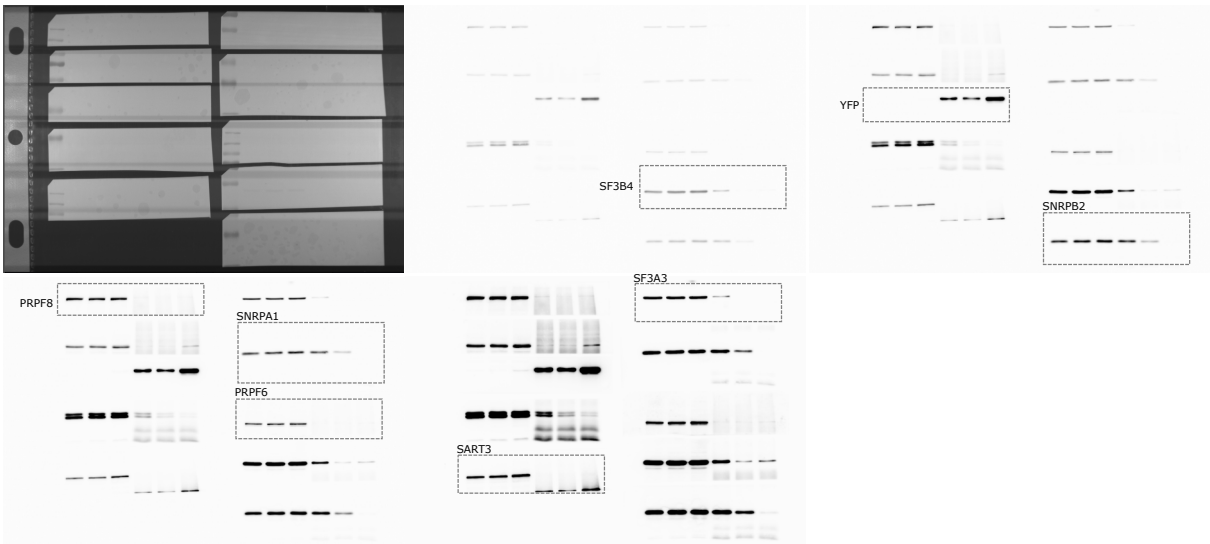 SF3B4
YFP
SNRPB2
PRPF8
SNRPA1
PRPF6
SF3A3
SART3